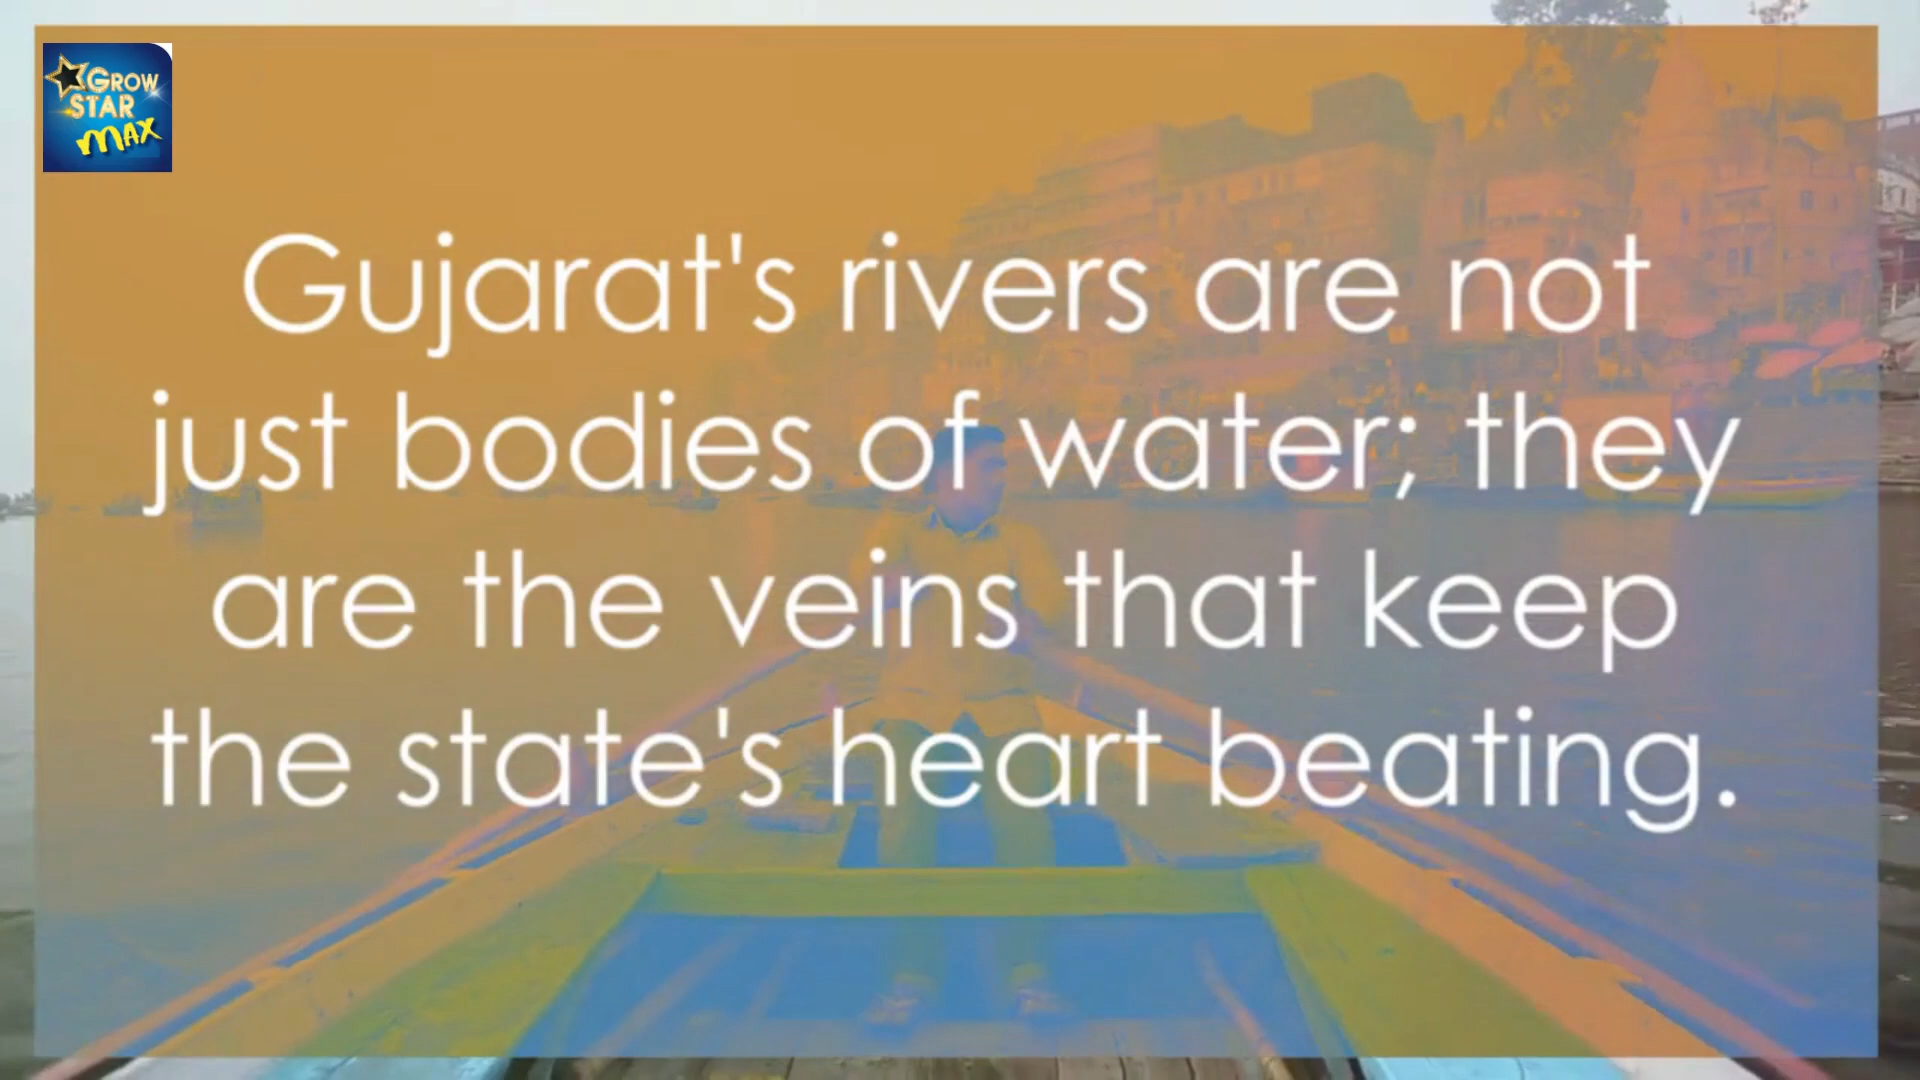 GROW
STAR
MAX
Gujarat's rivers are not
just bodies of water; they
are the veins that keep
the state's heart beating.